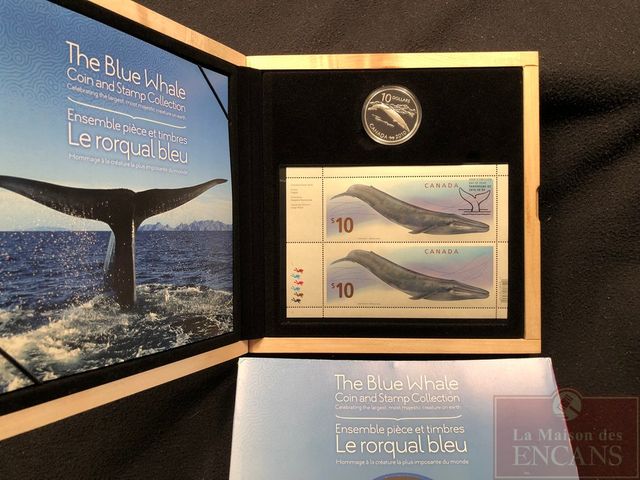 The Blue Whale
Coin and Stamp Collection
Celebrating the largest, most majestic creature on earth
Ensemble pièce et timbres
Le rorqual bleu
Hommage à la créature la plus imposante du monde
10 DOLLARS
CANADA 2010
CANADA
$10
CANADA
$10
The Blue Whale
Coin and Stamp Collection
Celebrating the largest, most majestic creature on earth
Ensemble pièce et timbres
Le rorqual bleu
Hommage à la créature la plus imposante du monde
La Maison des
ENCANS